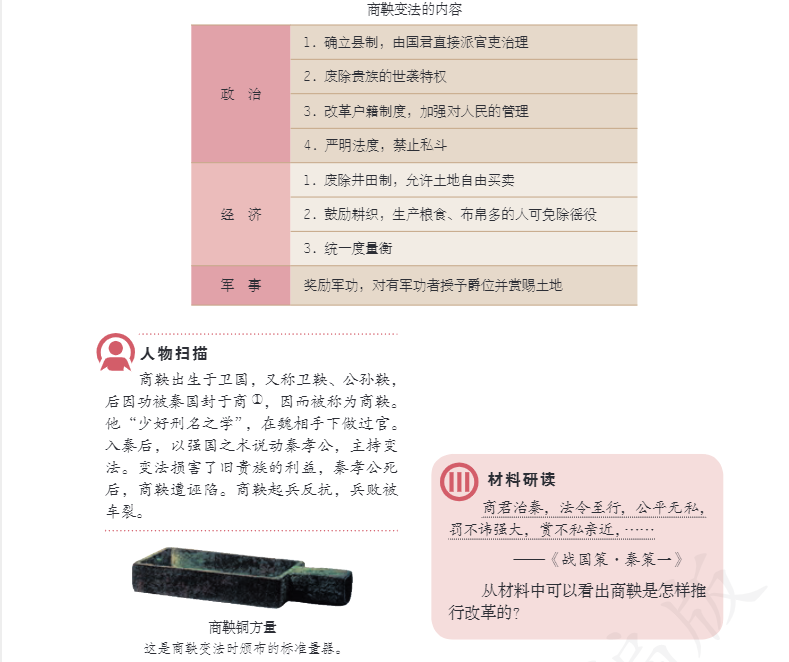 商鞅变法的内容
政 治
1. 确立县制，由国君直接派官吏治理
2. 废除贵族的世袭特权
3. 改革户籍制度，加强对人民的管理
4. 严明法度，禁止私斗
经 济
1. 废除井田制，允许土地自由买卖
2. 鼓励耕织，生产粮食、布帛多的人可免除徭役
3. 统一度量衡
军 事
奖励军功，对有军功者授予爵位并赏赐土地
人物扫描
商鞅出生于卫国，又称卫鞅、公孙鞅，
后因功被秦国封于商①，因而被称为商鞅。
他“少好刑名之学”，在魏相手下做过官。
入秦后，以强国之术说动秦孝公，主持变
法。变法损害了旧贵族的利益，秦孝公死
后，商鞅遭诬陷。商鞅起兵反抗，兵败被
车裂。
商鞅铜方量
这是商鞅变法时颁布的标准量器。
材料研读
商君治秦，法令至行，公平无私，
罚不讳强大，赏不私亲近，……
——《战国策·秦策一》
从材料中可以看出商鞅是怎样推
行改革的？
版